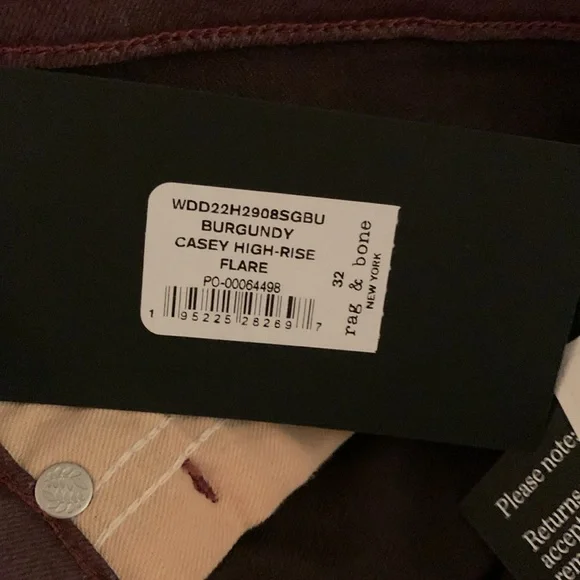 WDD22H2908SGBU
BURGUNDY
CASEY HIGH-RISE
FLARE
PO-00064498
1 95225 28269 7
32
rag & bone
NEW YORK
Please note:
Returns